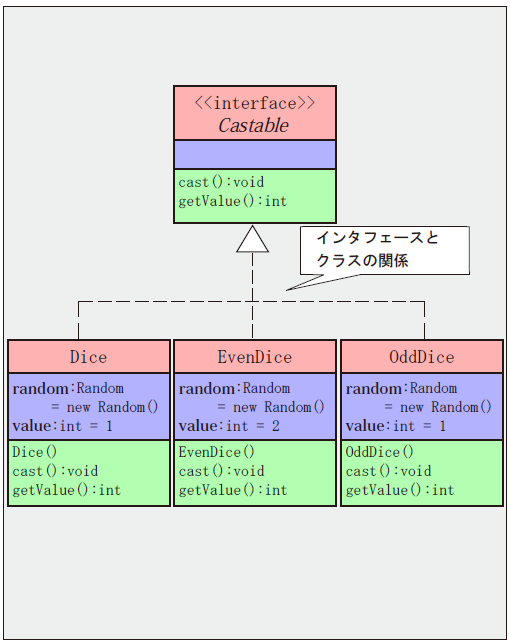 <<interface>>
Castable
cast():void
getValue():int
インタフェースと
クラスの関係
Dice
random:Random
= new Random()
value:int = 1
Dice()
cast():void
getValue():int
EvenDice
random:Random
= new Random()
value:int = 2
EvenDice()
cast():void
getValue():int
OddDice
random:Random
= new Random()
value:int = 1
OddDice()
cast():void
getValue():int